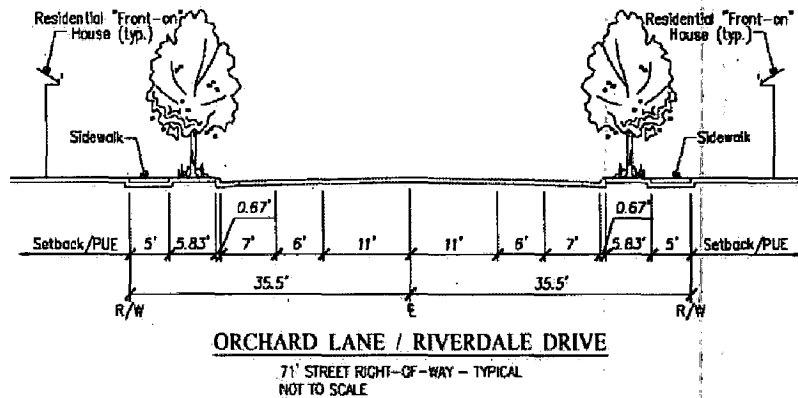 Residential "Front-on"
House (typ.)
Residential "Front-on"
House (typ.)
Sidewalk
Sidewalk
0.67'
0.67'
Setback/PUE
5'
5.83'
7'
6'
11'
11'
6'
7'
5.83'
5'
Setback/PUE
35.5'
35.5'
R/W
R/W
ORCHARD LANE / RIVERDALE DRIVE
71' STREET RIGHT-OF-WAY - TYPICAL
NOT TO SCALE